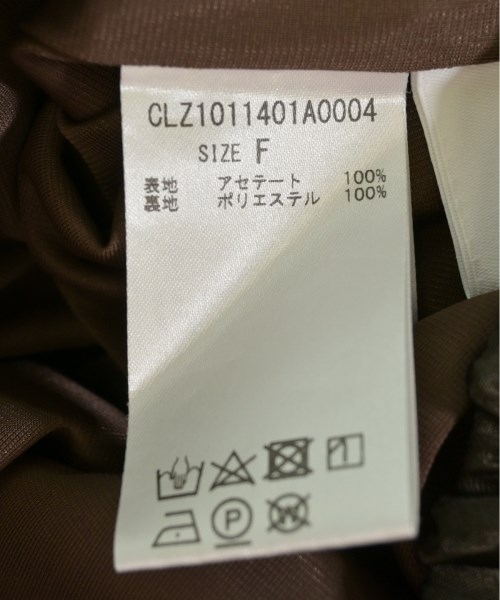 CLZ1011401A0004
SIZE F
表地 アセテート 100%
裏地 ポリエステル 100%
P
W